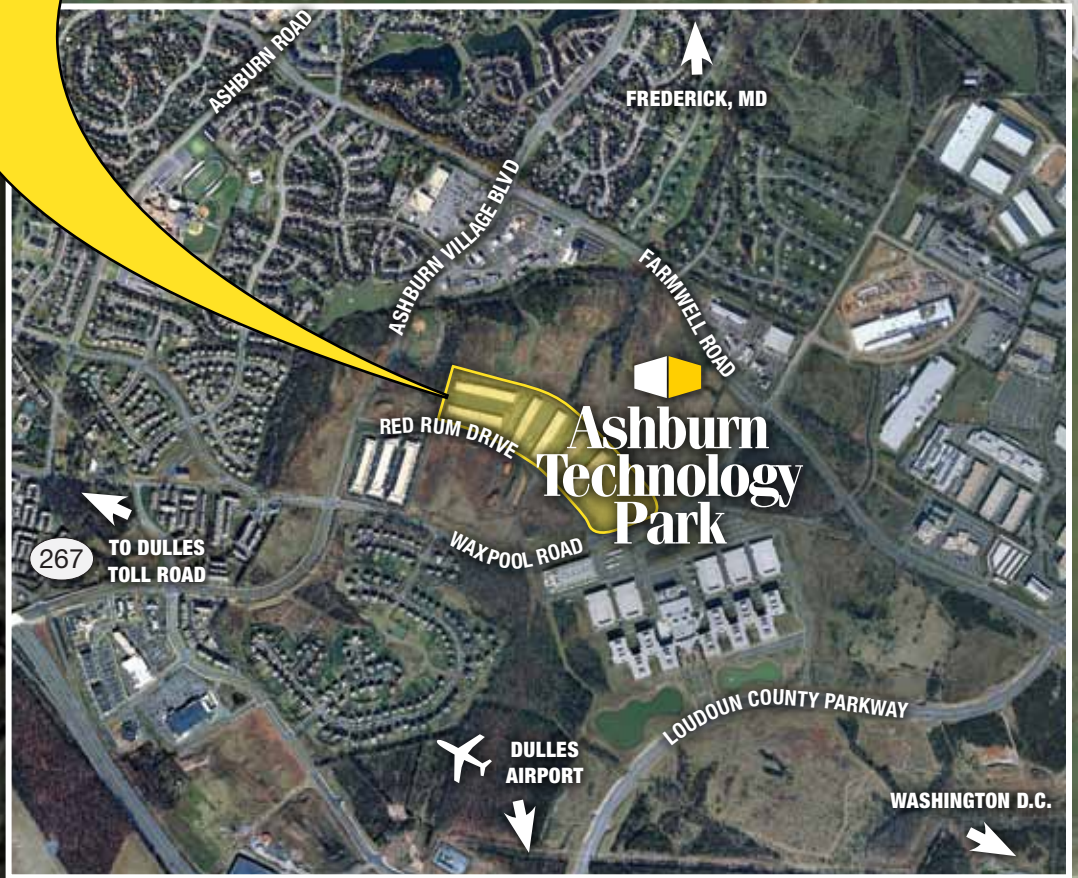 ASHBURN ROAD
FREDERICK, MD
ASHBURN VILLAGE BLVD
FARMWELL ROAD
RED RUM DRIVE
Ashburn
Technology
Park
WAXPOOL ROAD
267
TO DULLES
TOLL ROAD
LOUDOUN COUNTY PARKWAY
DULLES
AIRPORT
WASHINGTON D.C.